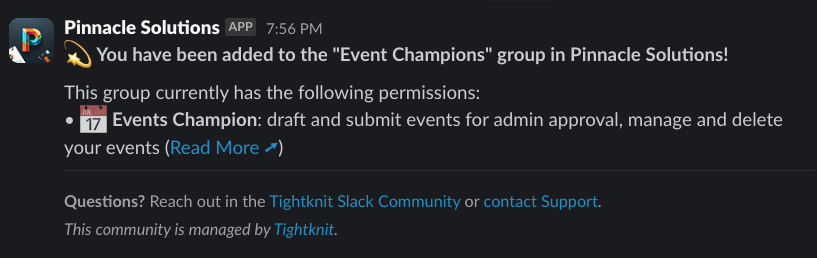 Pinnacle Solutions APP 7:56 PM
💫 You have been added to the "Event Champions" group in Pinnacle Solutions!
This group currently has the following permissions:
• 📅 Events Champion: draft and submit events for admin approval, manage and delete
your events (Read More ➚)
Questions? Reach out in the Tightknit Slack Community or contact Support.
This community is managed by Tightknit.